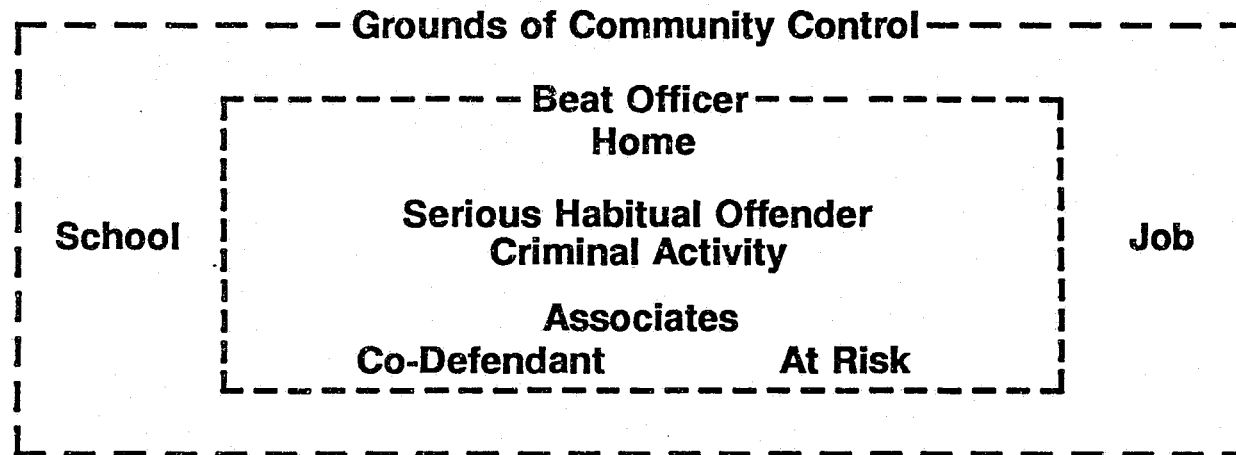 Grounds of Community Control
Beat Officer
Home
School
Serious Habitual Offender
Criminal Activity
Job
Associates
Co-Defendant At Risk